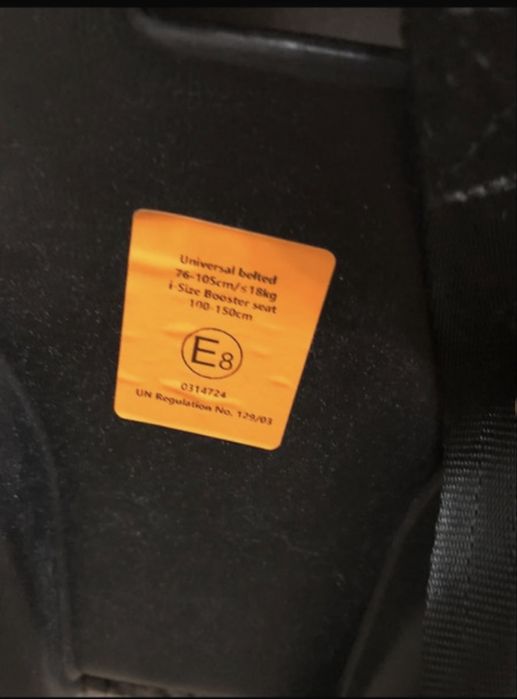 Universal belted
76-105cm/≤18kg
i-Size Booster seat
100-150cm
E8
0314724
UN Regulation No. 129/03